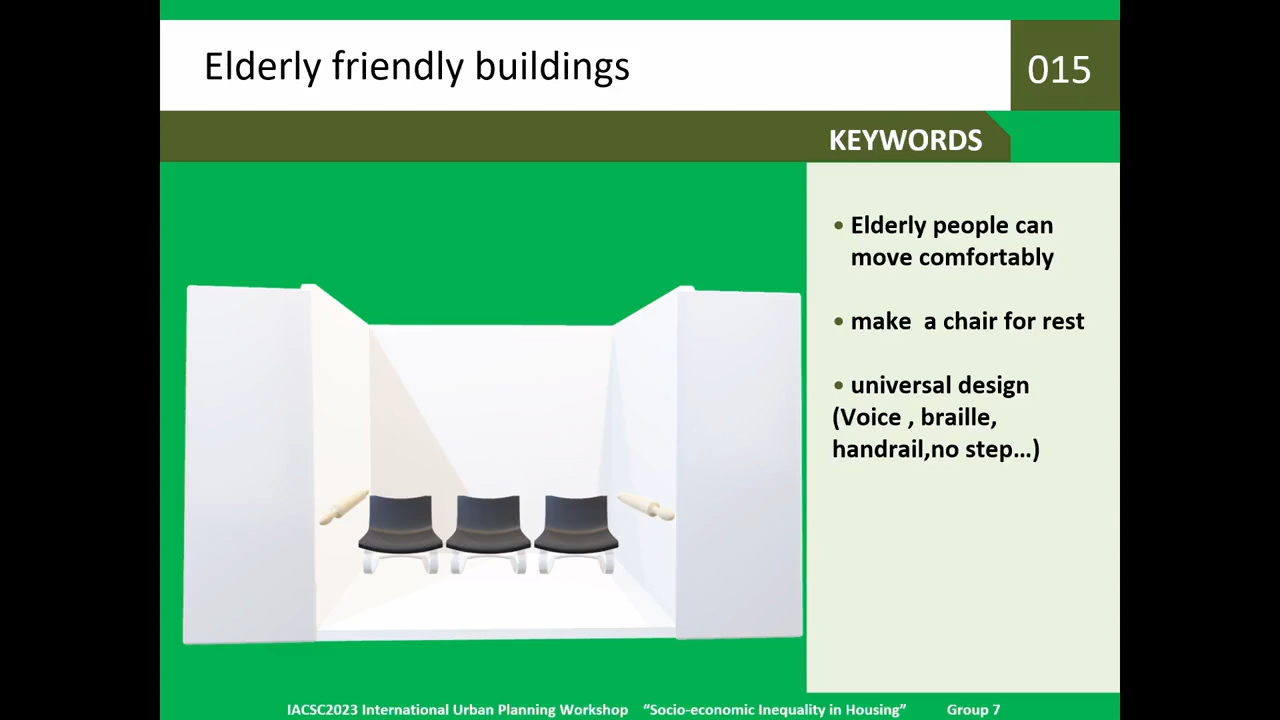 Elderly friendly buildings
015
KEYWORDS
• Elderly people can
move comfortably
• make  a chair for rest
• universal design
(Voice , braille,
handrail,no step…)
IACSC2023 International Urban Planning Workshop “Socio-economic Inequality in Housing” Group 7